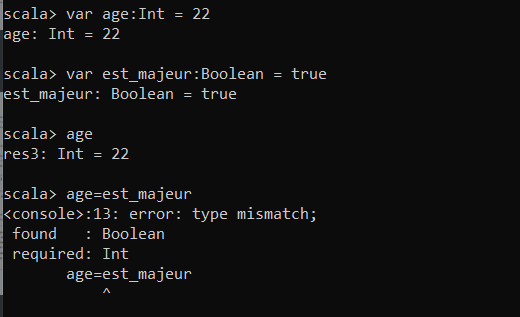 scala> var age:Int = 22
age: Int = 22
scala> var est_majeur:Boolean = true
est_majeur: Boolean = true
scala> age
res3: Int = 22
scala> age=est_majeur
<console>:13: error: type mismatch;
 found   : Boolean
 required: Int
       age=est_majeur
           ^